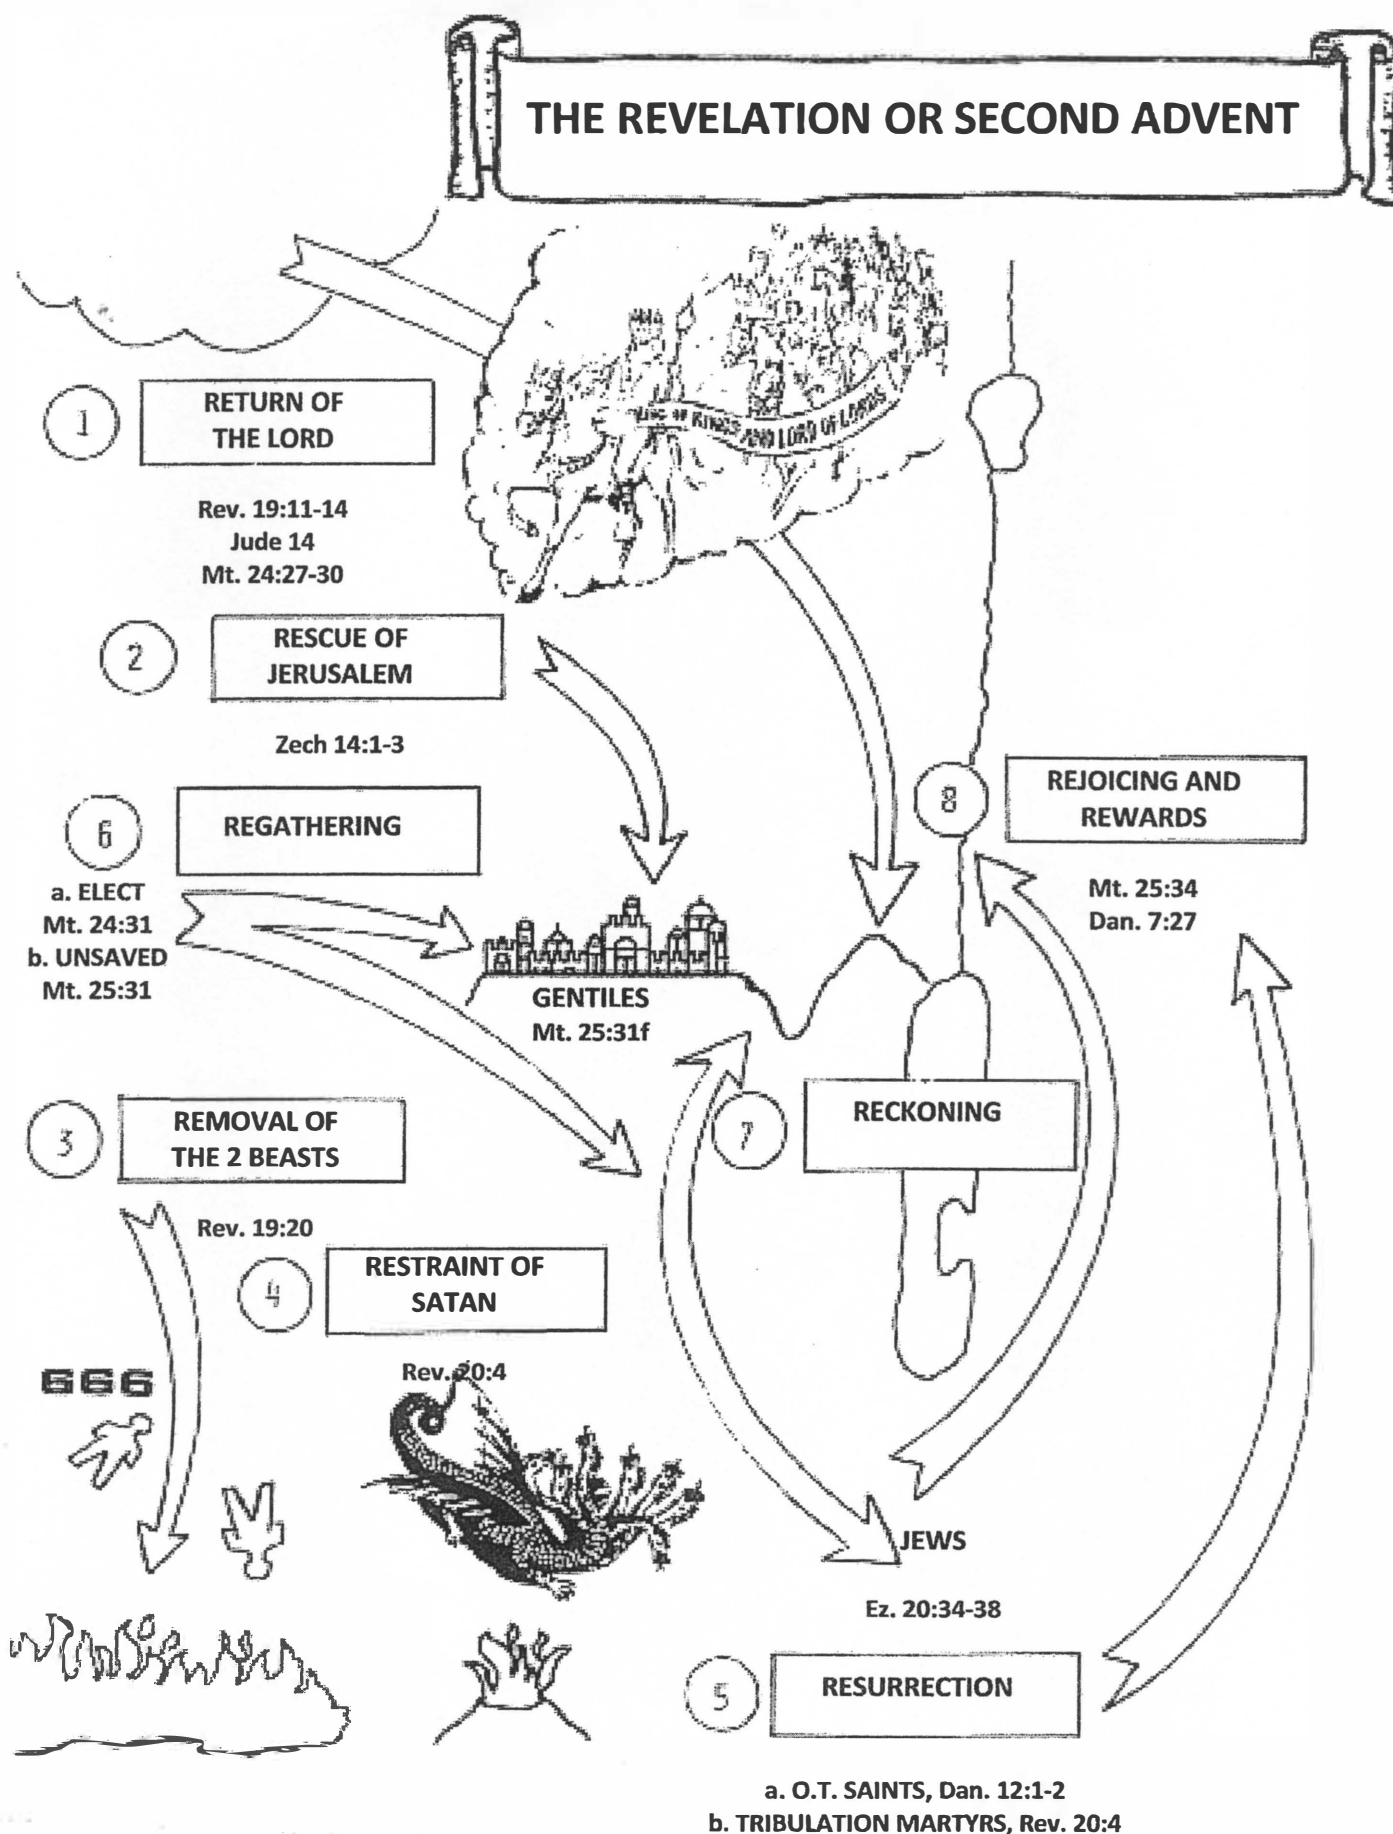 THE REVELATION OR SECOND ADVENT
KING OF KINGS AND LORD OF LORDS
1
RETURN OF
THE LORD
Rev. 19:11-14
Jude 14
Mt. 24:27-30
2
RESCUE OF
JERUSALEM
Zech 14:1-3
6
REGATHERING
a. ELECT
Mt. 24:31
b. UNSAVED
Mt. 25:31
GENTILES
Mt. 25:31f
8
REJOICING AND
REWARDS
Mt. 25:34
Dan. 7:27
3
REMOVAL OF
THE 2 BEASTS
Rev. 19:20
7
RECKONING
4
RESTRAINT OF
SATAN
Rev. 20:4
666
JEWS
Ez. 20:34-38
5
RESURRECTION
a. O.T. SAINTS, Dan. 12:1-2
b. TRIBULATION MARTYRS, Rev. 20:4